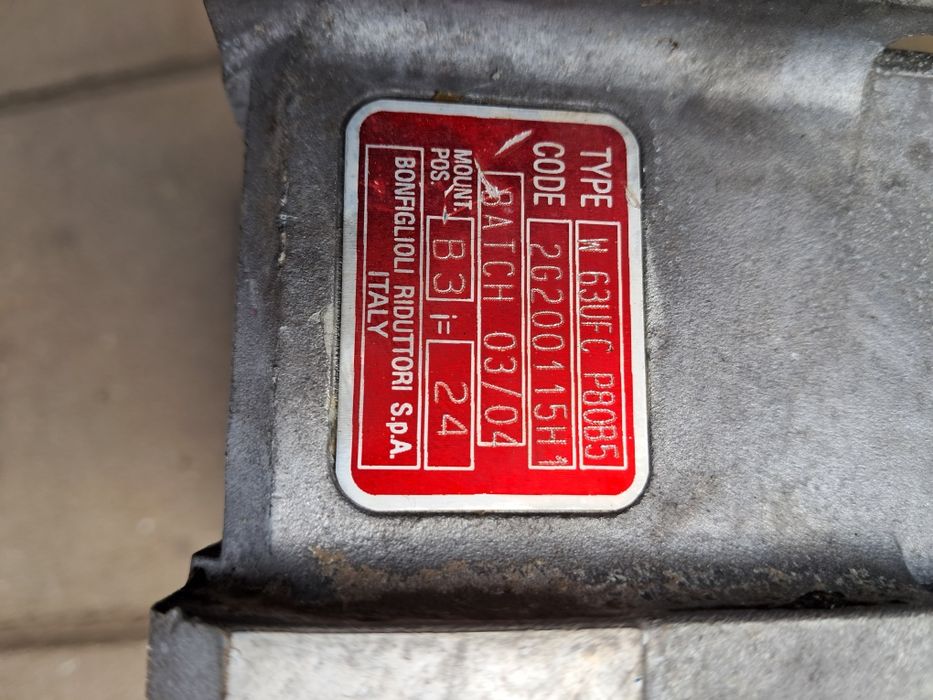 TYPE W 63UFC P80B5
CODE 2G200115H1
BATCH 03/04
MOUNT. POS. B3 i= 24
BONFIGLIOLI RIDUTTORI S.p.A.
ITALY